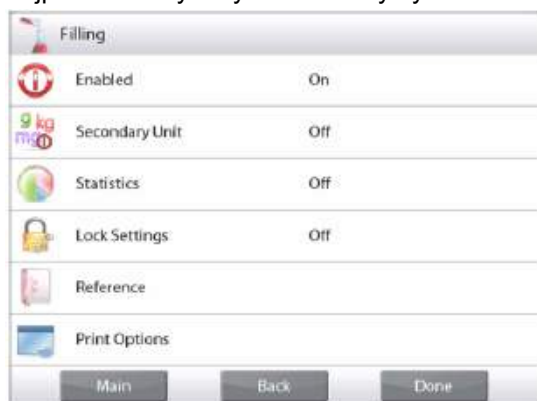 Filling
Enabled On
Secondary Unit Off
Statistics Off
Lock Settings Off
Reference
Print Options
Main Back Done